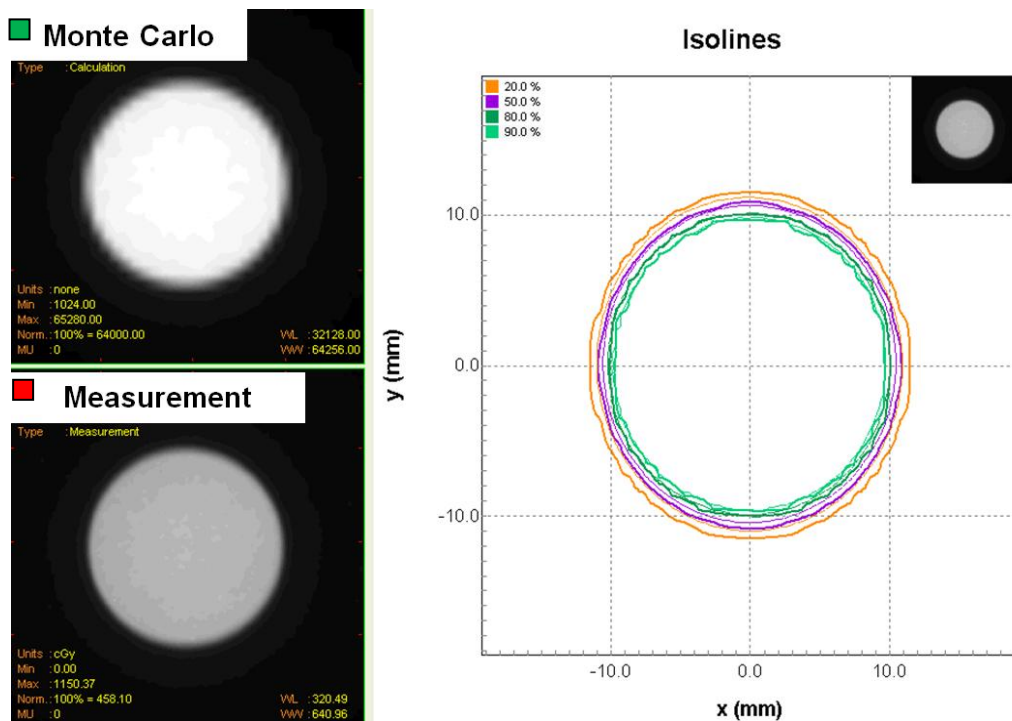 Monte Carlo
Type :Calculation
Units :none
Min :1024.00
Max :65280.00
Norm.:100% = 64000.00
MU :0
WL :32128.00
WW :64256.00
Measurement
Type :Measurement
Units :cGy
Min :0.00
Max :1150.37
Norm.:100% = 458.10
MU :0
WL :320.49
WW :640.96
Isolines
20.0 %
50.0 %
80.0 %
90.0 %
10.0
0.0
-10.0
y (mm)
-10.0 0.0 10.0
x (mm)